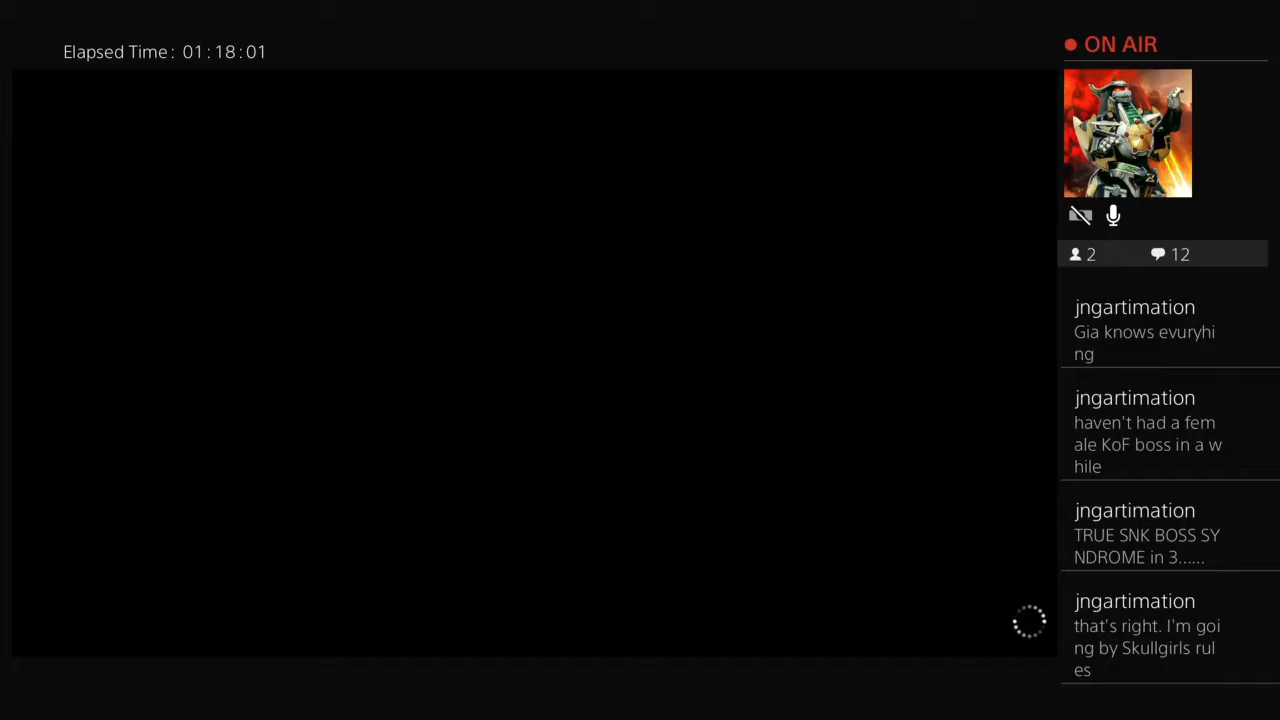 Elapsed Time: 01:18:01
ON AIR
2 12
jngartimation
Gia knows evuryhi
ng
jngartimation
haven't had a fem
ale KoF boss in a w
hile
jngartimation
TRUE SNK BOSS SY
NDROME in 3......
jngartimation
that's right. I'm goi
ng by Skullgirls rul
es